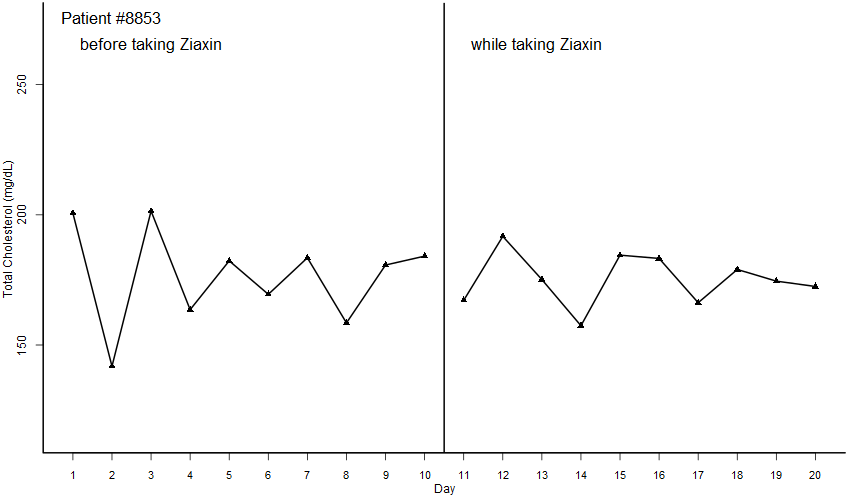 Patient #8853
before taking Ziaxin
while taking Ziaxin
Total Cholesterol (mg/dL)
250
200
150
1 2 3 4 5 6 7 8 9 10 11 12 13 14 15 16 17 18 19 20
Day